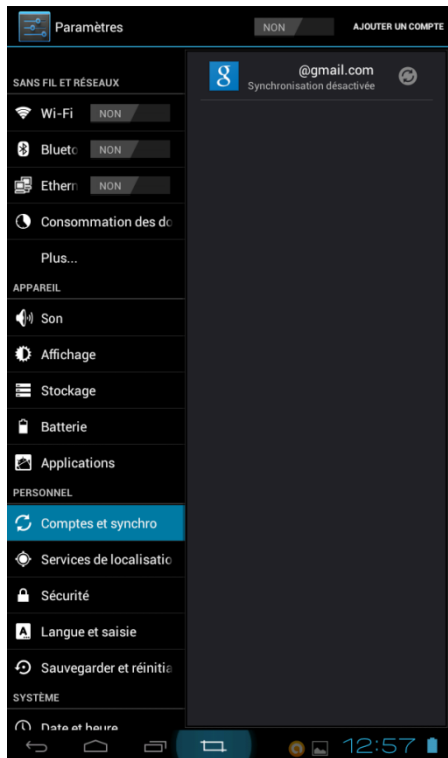 Paramètres
NON
AJOUTER UN COMPTE
SANS FIL ET RÉSEAUX
Wi-Fi
NON
Blueto
NON
Ethern
NON
Consommation des do
Plus...
APPAREIL
Son
Affichage
Stockage
Batterie
Applications
PERSONNEL
Comptes et synchro
Services de localisatio
Sécurité
Langue et saisie
Sauvegarder et réinitia
SYSTÈME
Date et heure
g
@gmail.com
Synchronisation désactivée
12:57